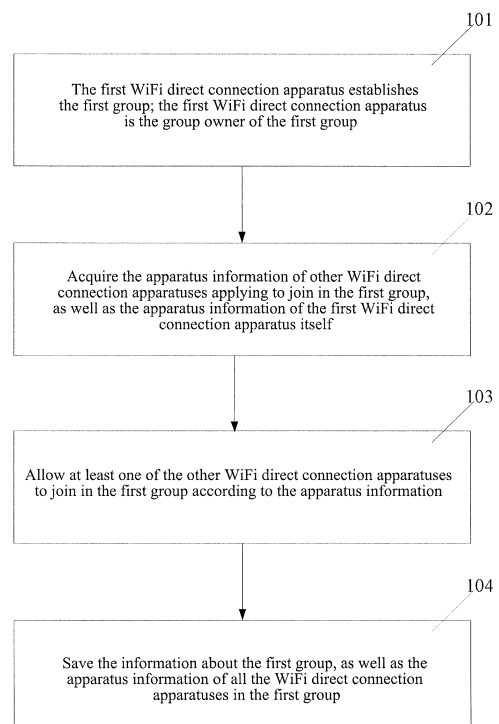 101
The first WiFi direct connection apparatus establishes
the first group; the first WiFi direct connection apparatus
is the group owner of the first group
102
Acquire the apparatus information of other WiFi direct
connection apparatuses applying to join in the first group,
as well as the apparatus information of the first WiFi direct
connection apparatus itself
103
Allow at least one of the other WiFi direct connection apparatuses
to join in the first group according to the apparatus information
104
Save the information about the first group, as well as the
apparatus information of all the WiFi direct connection
apparatuses in the first group